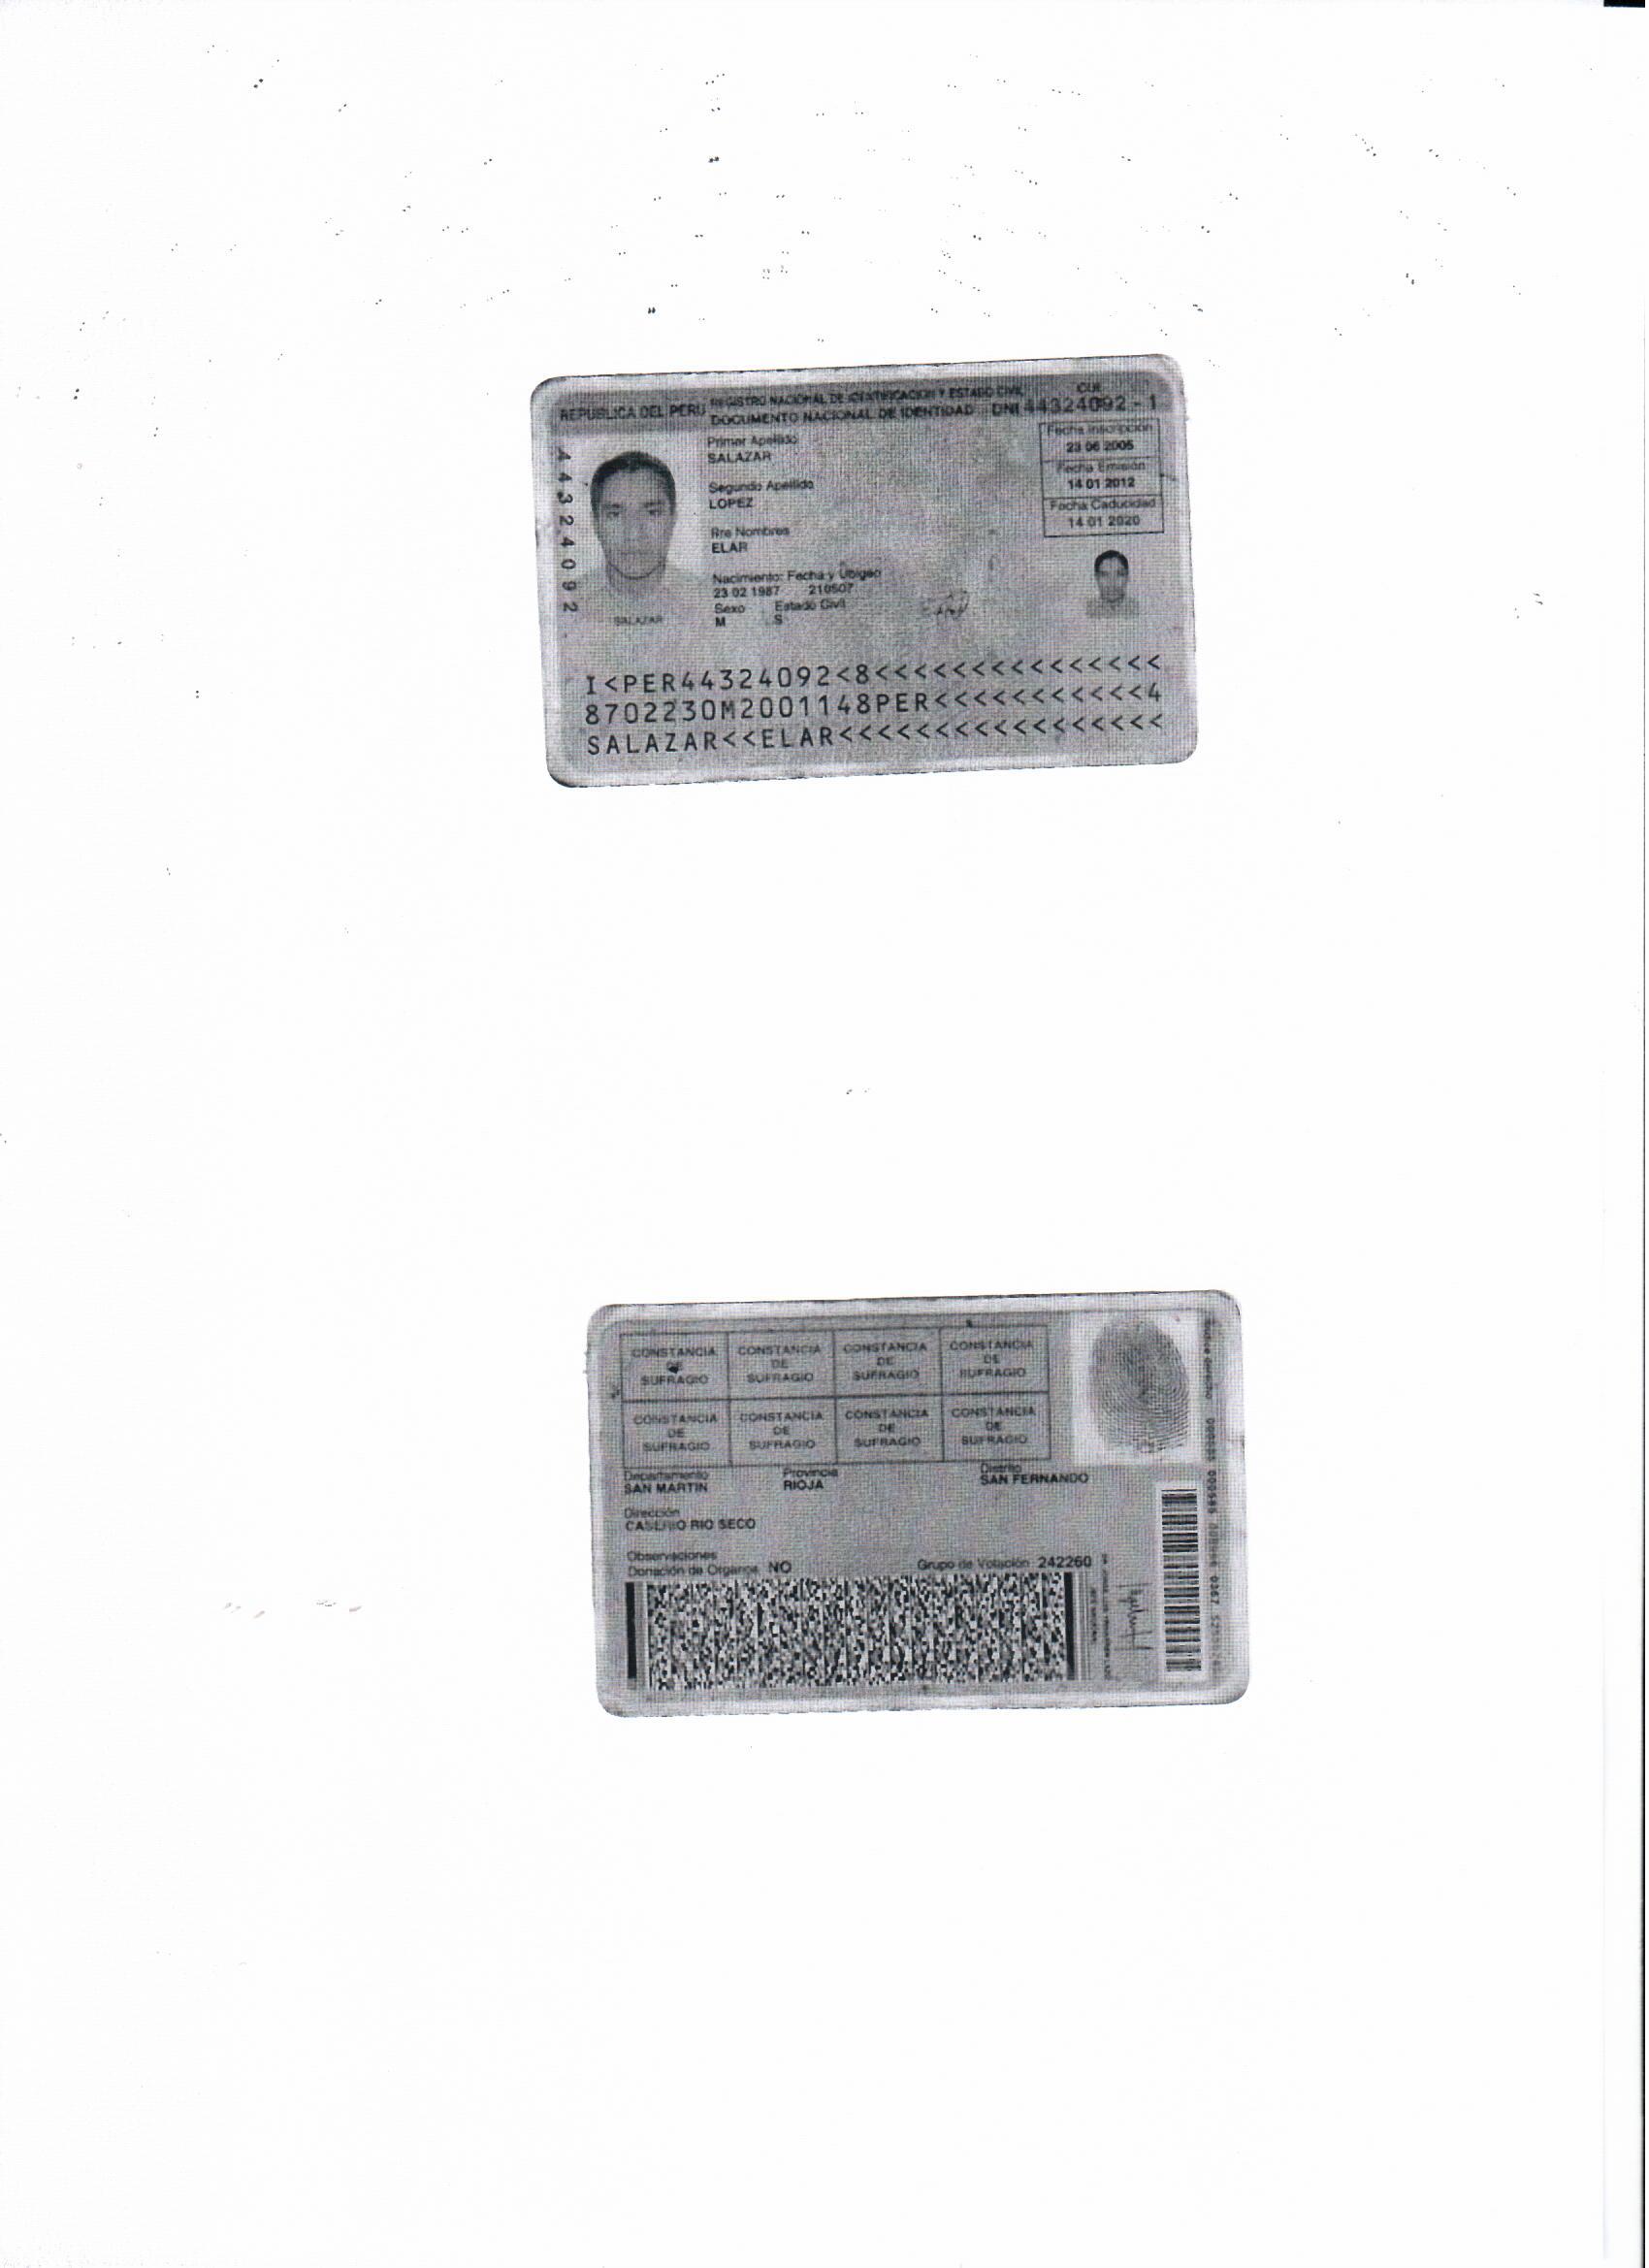 REPUBLICA DEL PERU
REGISTRO NACIONAL DE IDENTIFICACION Y ESTADO CIVIL
DOCUMENTO NACIONAL DE IDENTIDAD DNI 44324092 - 1
CUI
Primer Apellido
SALAZAR
Segundo Apellido
LOPEZ
Pre Nombres
ELAR
Nacimiento: Fecha y Ubigeo
23 02 1987 210507
Sexo Estado Civil
M S
Fecha Inscripción
23 06 2005
Fecha Emisión
14 01 2012
Fecha Caducidad
14 01 2020
44324092
SALAZAR
I<PER44324092<8<<<<<<<<<<<<<<<
8702230M2001148PER<<<<<<<<<<<4
SALAZAR<<ELAR<<<<<<<<<<<<<<<<<
CONSTANCIA DE SUFRAGIO
CONSTANCIA DE SUFRAGIO
CONSTANCIA DE SUFRAGIO
CONSTANCIA DE SUFRAGIO
CONSTANCIA DE SUFRAGIO
CONSTANCIA DE SUFRAGIO
CONSTANCIA DE SUFRAGIO
CONSTANCIA DE SUFRAGIO
Departamento Provincia Distrito
SAN MARTIN RIOJA SAN FERNANDO
Dirección
CASERIO RIO SECO
Observaciones
Donación de Organos NO Grupo de Votación 242260